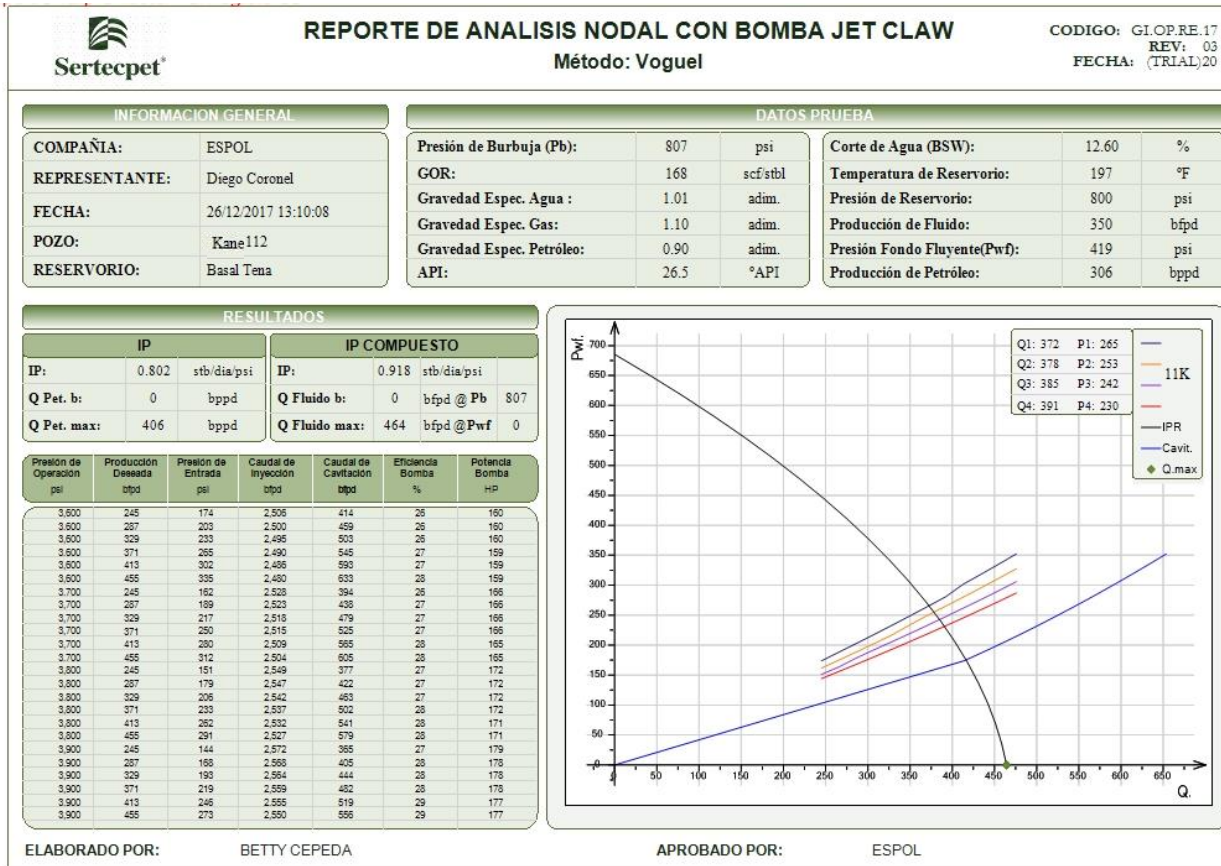 Sertecpet
REPORTE DE ANALISIS NODAL CON BOMBA JET CLAW
Método: Voguel
CODIGO: GI.OP.RE.17
REV: 03
FECHA: (TRIAL)20
INFORMACION GENERAL
COMPAÑIA: ESPOL
REPRESENTANTE: Diego Coronel
FECHA: 26/12/2017 13:10:08
POZO: Kane112
RESERVORIO: Basal Tena
DATOS PRUEBA
Presión de Burbuja (Pb): 807 psi
GOR: 168 scf/stbl
Gravedad Espec. Agua : 1.01 adim.
Gravedad Espec. Gas: 1.10 adim.
Gravedad Espec. Petróleo: 0.90 adim.
API: 26.5 °API
Corte de Agua (BSW): 12.60 %
Temperatura de Reservorio: 197 °F
Presión de Reservorio: 800 psi
Producción de Fluido: 350 bfpd
Presión Fondo Fluyente(Pwf): 419 psi
Producción de Petróleo: 306 bppd
RESULTADOS
IP
IP: 0.802 stb/dia/psi
Q Pet. b: 0 bppd
Q Pet. max: 406 bppd
IP COMPUESTO
IP: 0.918 stb/dia/psi
Q Fluido b: 0 bfpd @ Pb 807
Q Fluido max: 464 bfpd @Pwf 0
Presión de Operación psi Producción Deseada bfpd Presión de Entrada psi Caudal de Inyección bfpd Caudal de Cavitación bfpd Eficiencia Bomba % Potencia Bomba HP
3,600 245 174 2,506 414 26 160
3,600 287 203 2,500 459 26 160
3,600 329 233 2,495 503 26 160
3,600 371 265 2,490 545 27 159
3,600 413 302 2,486 593 27 159
3,600 455 335 2,480 633 28 159
3,700 245 162 2,528 394 26 166
3,700 287 189 2,523 438 27 166
3,700 329 217 2,518 479 27 166
3,700 371 250 2,515 525 27 166
3,700 413 280 2,509 565 28 165
3,700 455 312 2,504 605 28 165
3,800 245 151 2,549 377 27 172
3,800 287 179 2,547 422 27 172
3,800 329 206 2,542 463 27 172
3,800 371 233 2,537 502 28 172
3,800 413 262 2,532 541 28 171
3,800 455 291 2,527 579 28 171
3,900 245 144 2,572 365 27 179
3,900 287 168 2,568 405 28 178
3,900 329 193 2,564 444 28 178
3,900 371 219 2,559 482 28 178
3,900 413 246 2,555 519 29 177
3,900 455 273 2,550 556 29 177
Pwf.
700
650
600
550
500
450
400
350
300
250
200
150
100
50
0
50 100 150 200 250 300 350 400 450 500 550 600 650
Q.
Q1: 372 P1: 265
Q2: 378 P2: 253
Q3: 385 P3: 242
Q4: 391 P4: 230
11K
IPR
Cavit.
Q.max
ELABORADO POR: BETTY CEPEDA
APROBADO POR: ESPOL